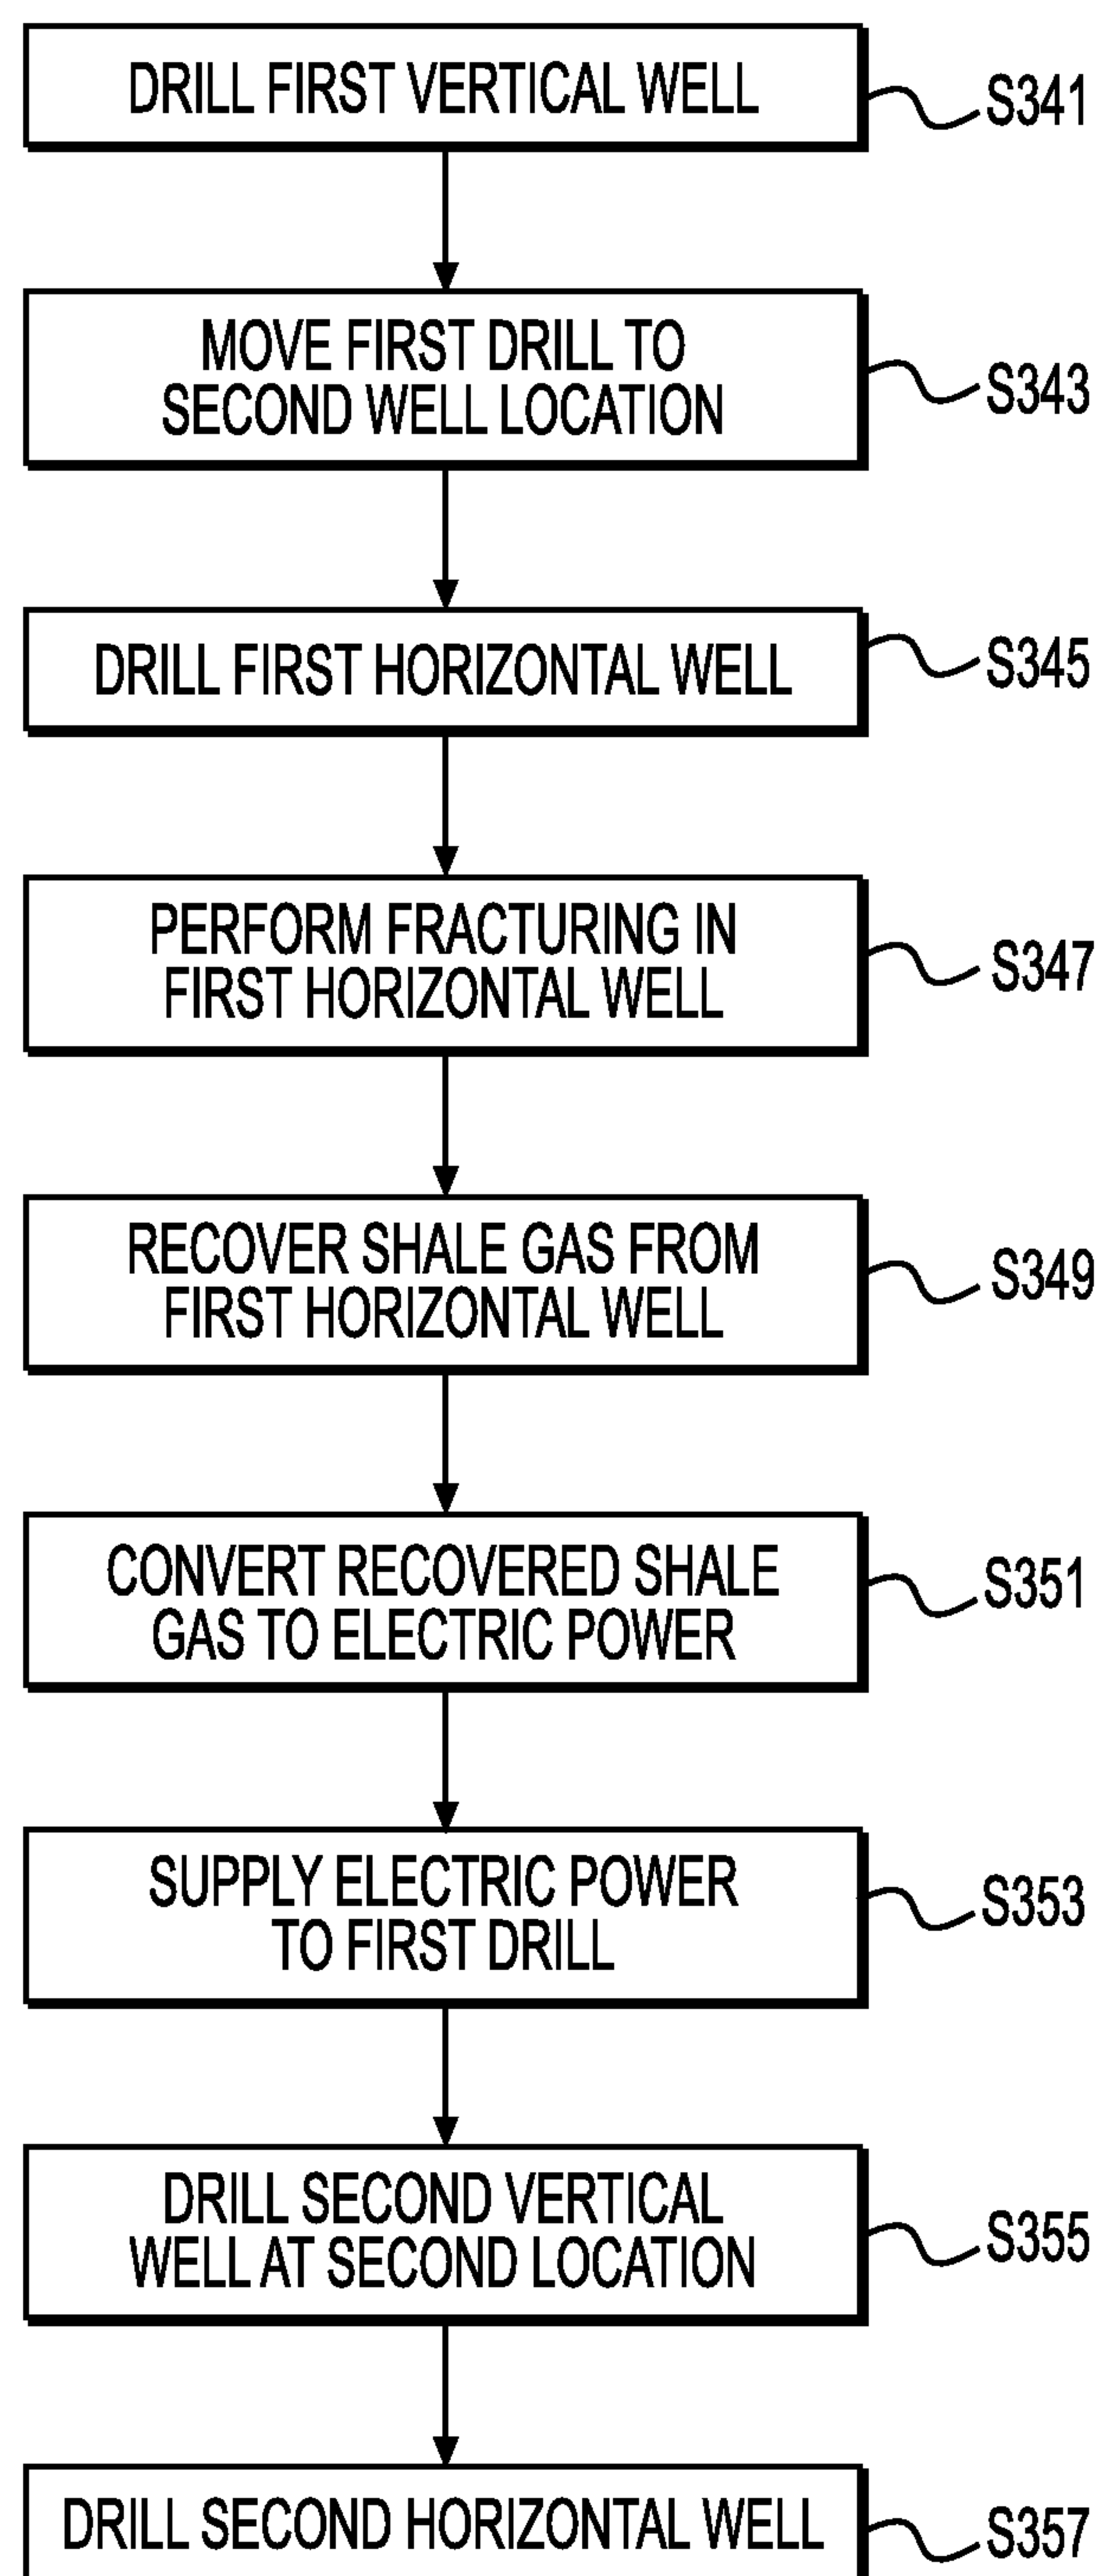 DRILL FIRST VERTICAL WELL
S341
MOVE FIRST DRILL TO
SECOND WELL LOCATION
S343
DRILL FIRST HORIZONTAL WELL
S345
PERFORM FRACTURING IN
FIRST HORIZONTAL WELL
S347
RECOVER SHALE GAS FROM
FIRST HORIZONTAL WELL
S349
CONVERT RECOVERED SHALE
GAS TO ELECTRIC POWER
S351
SUPPLY ELECTRIC POWER
TO FIRST DRILL
S353
DRILL SECOND VERTICAL
WELL AT SECOND LOCATION
S355
DRILL SECOND HORIZONTAL WELL
S357